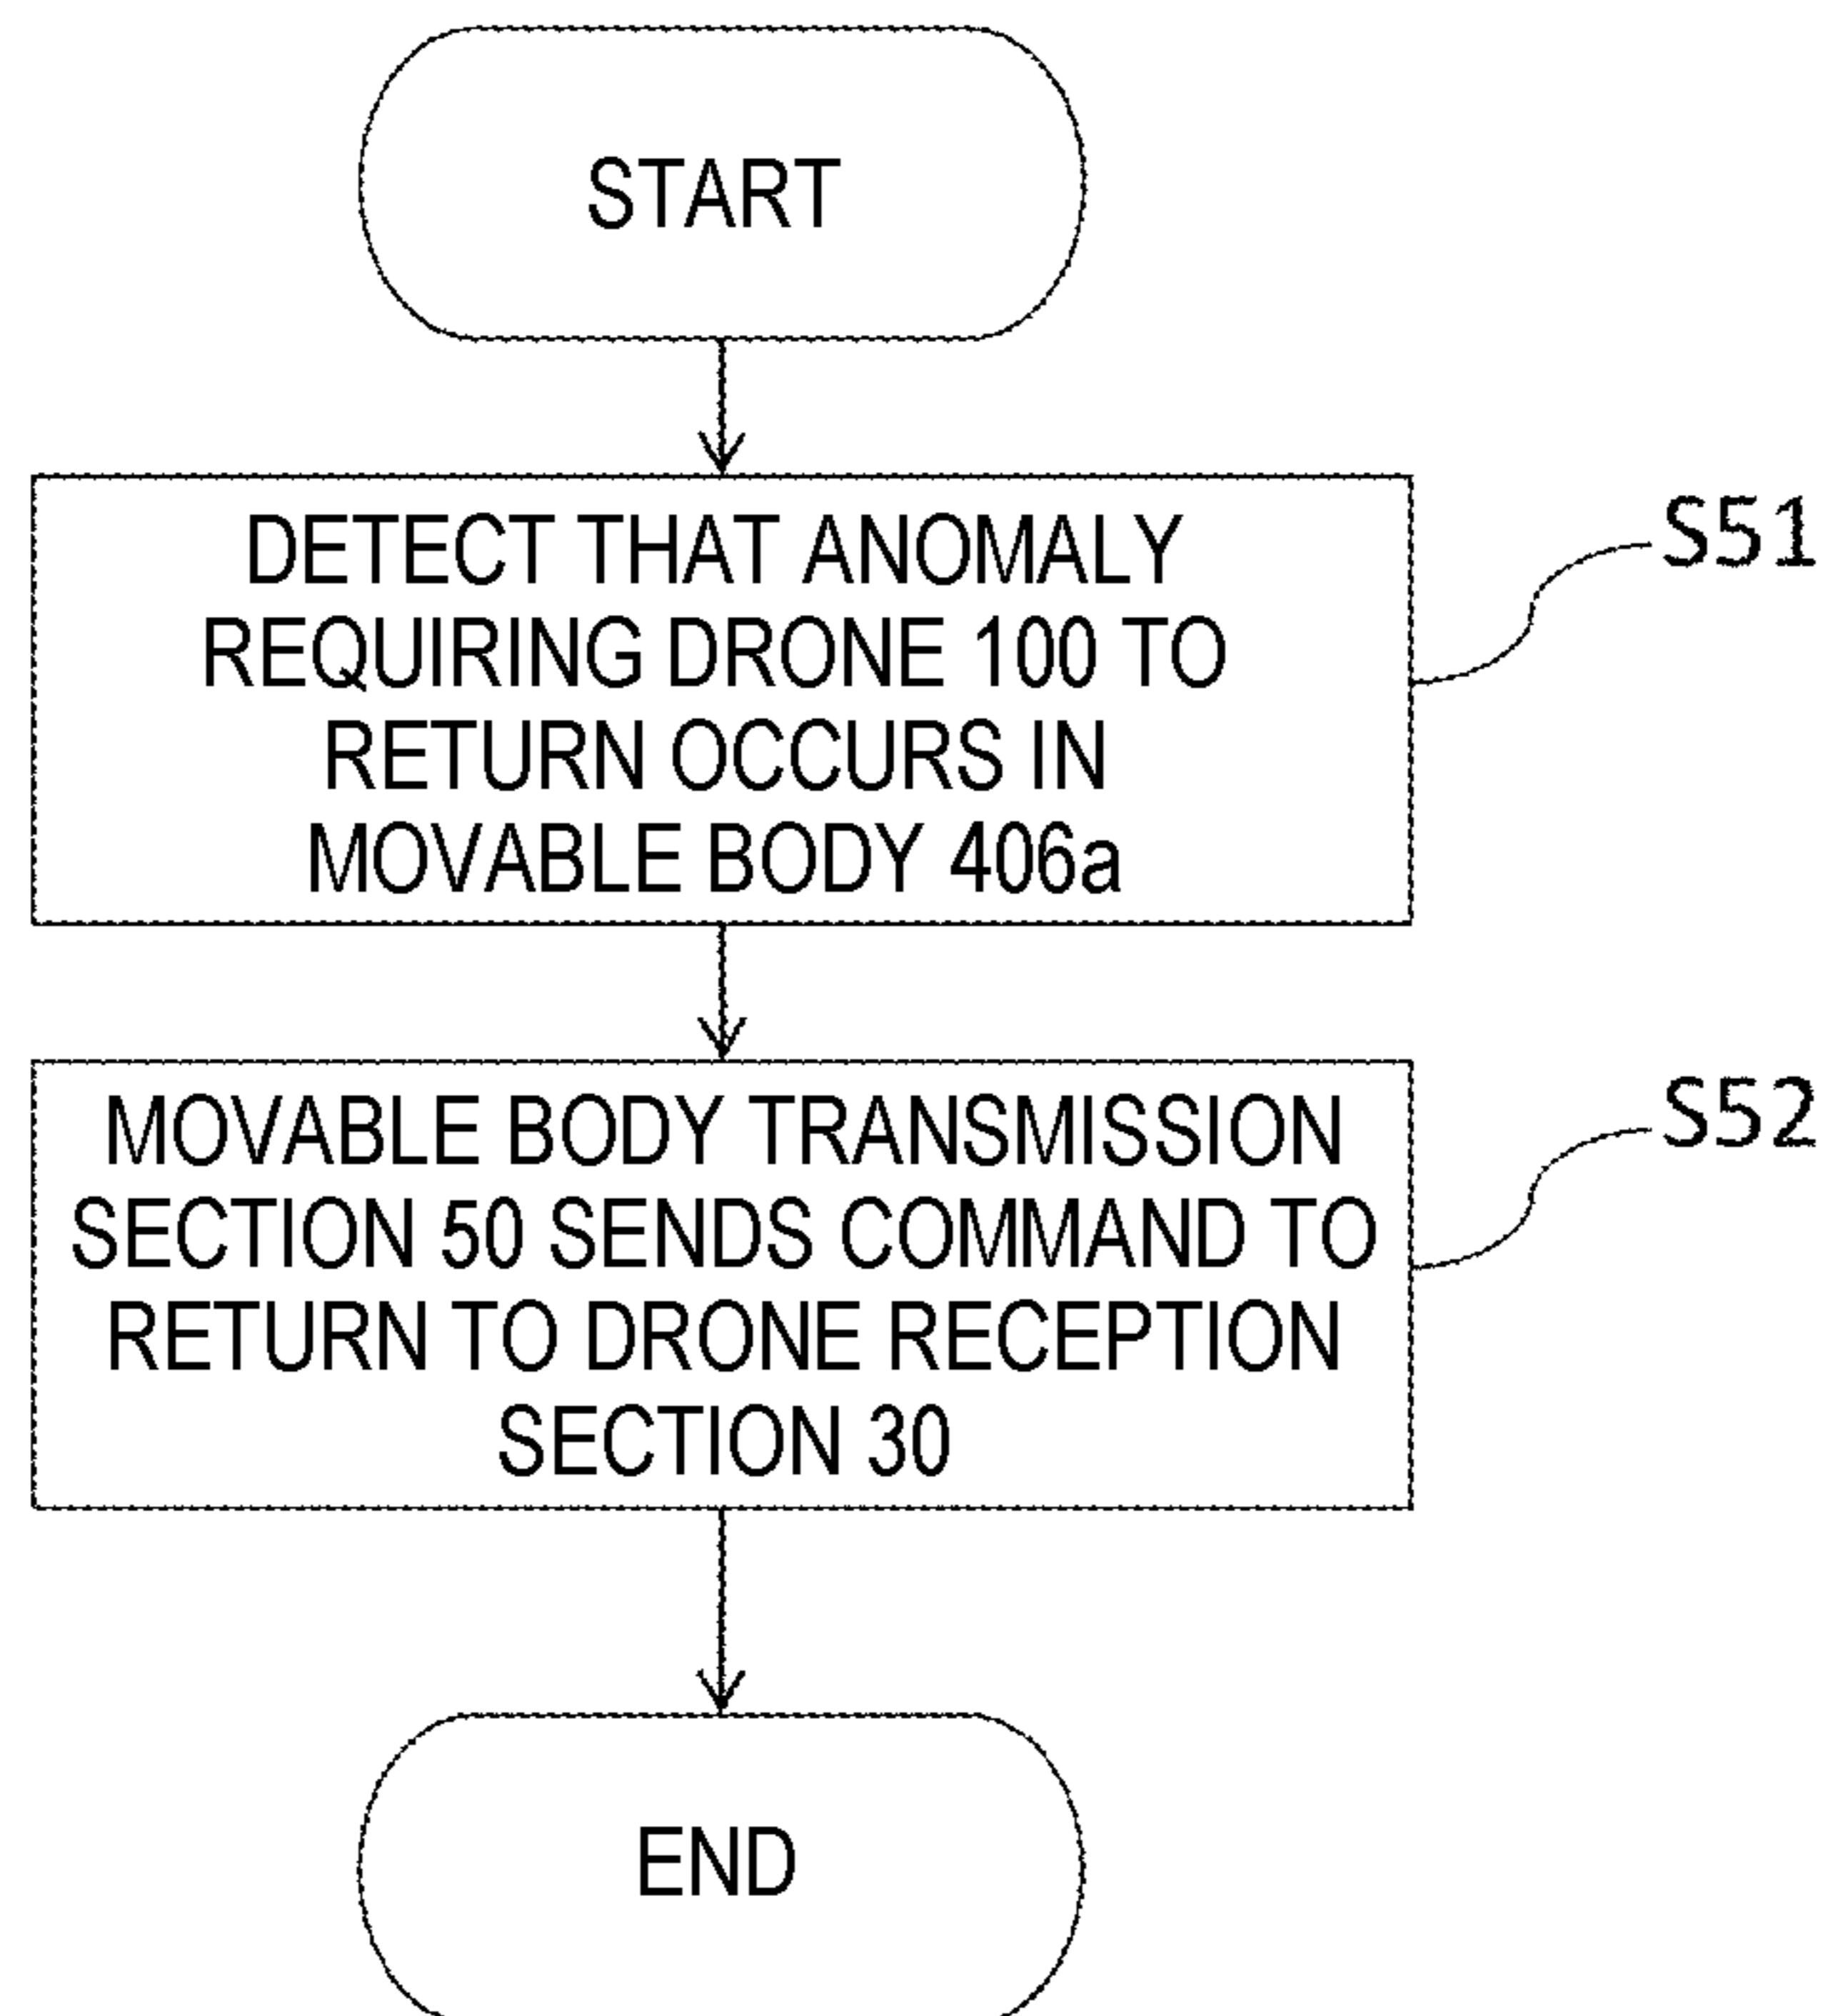 START
DETECT THAT ANOMALY
REQUIRING DRONE 100 TO
RETURN OCCURS IN
MOVABLE BODY 406a
S51
MOVABLE BODY TRANSMISSION
SECTION 50 SENDS COMMAND TO
RETURN TO DRONE RECEPTION
SECTION 30
S52
END